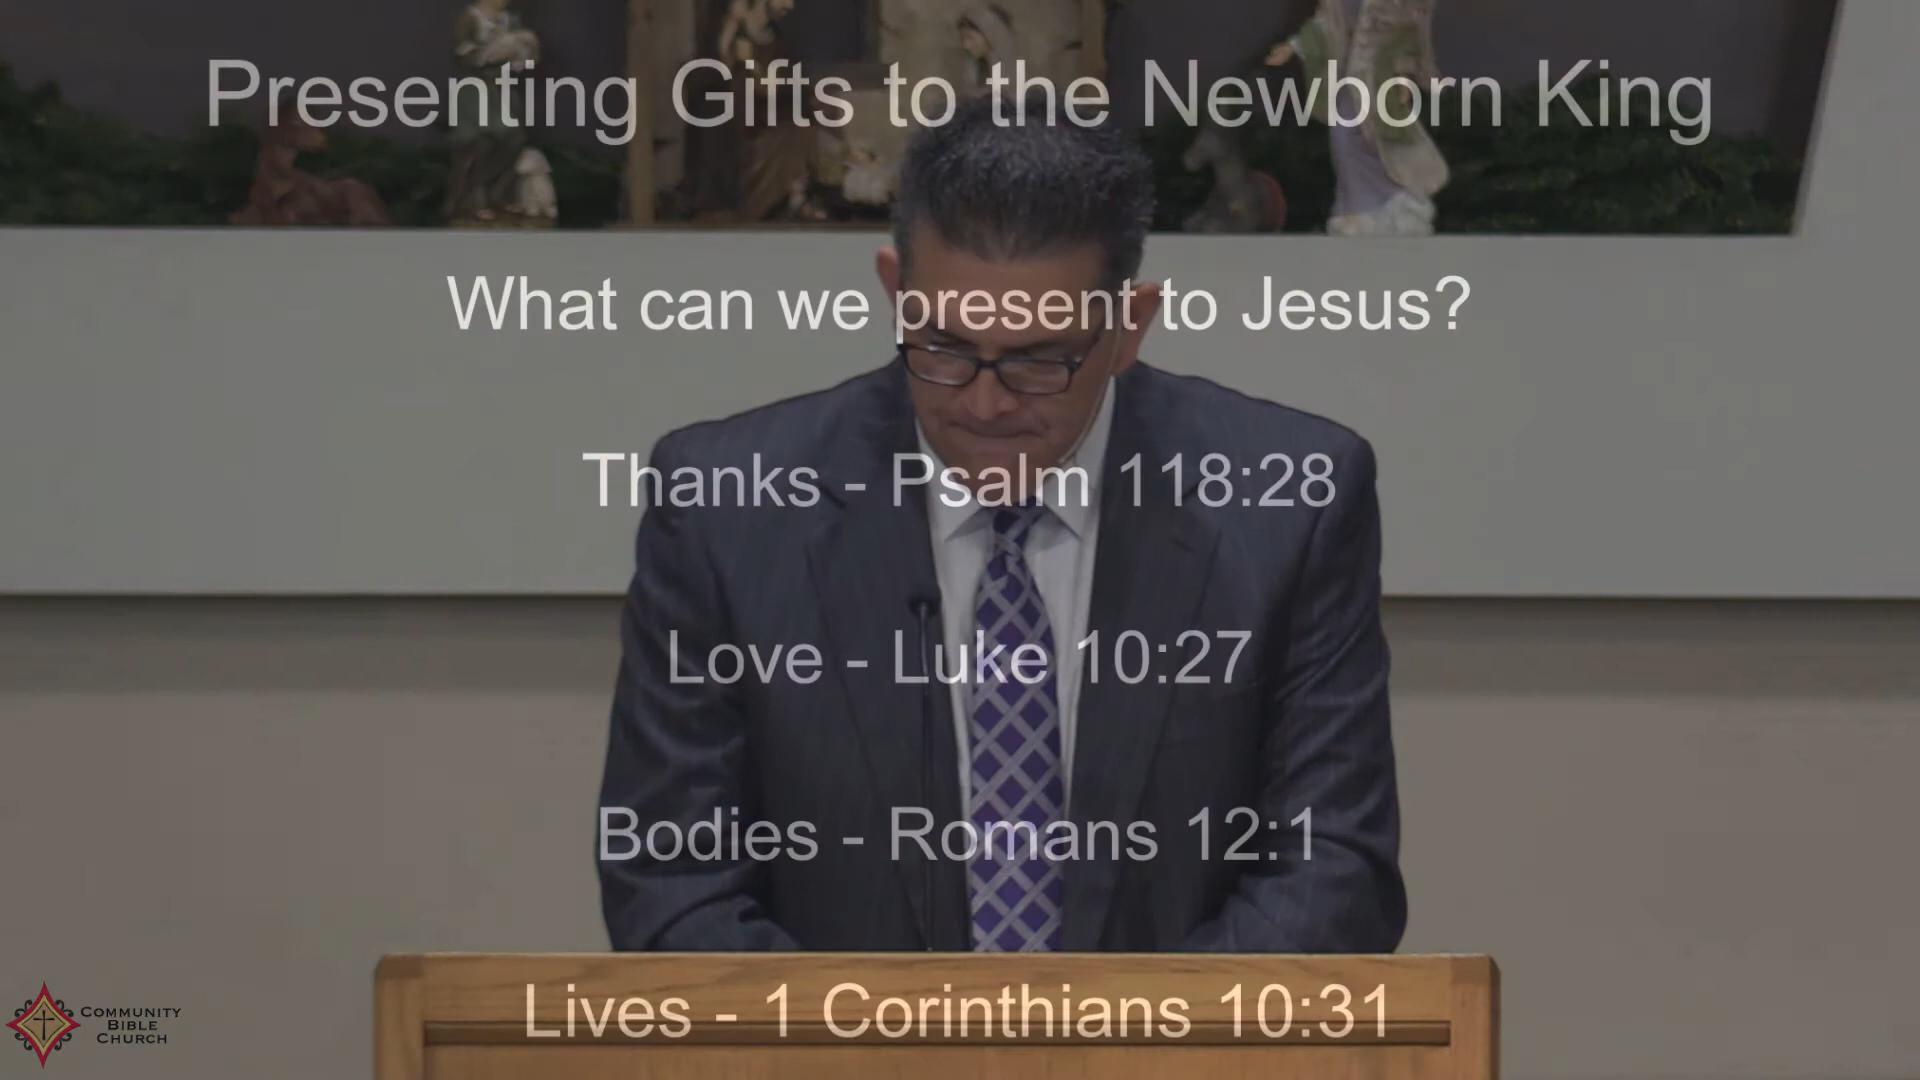 Presenting Gifts to the Newborn King
What can we present to Jesus?
Thanks - Psalm 118:28
Love - Luke 10:27
Bodies - Romans 12:1
Lives - 1 Corinthians 10:31
COMMUNITY
BIBLE
CHURCH